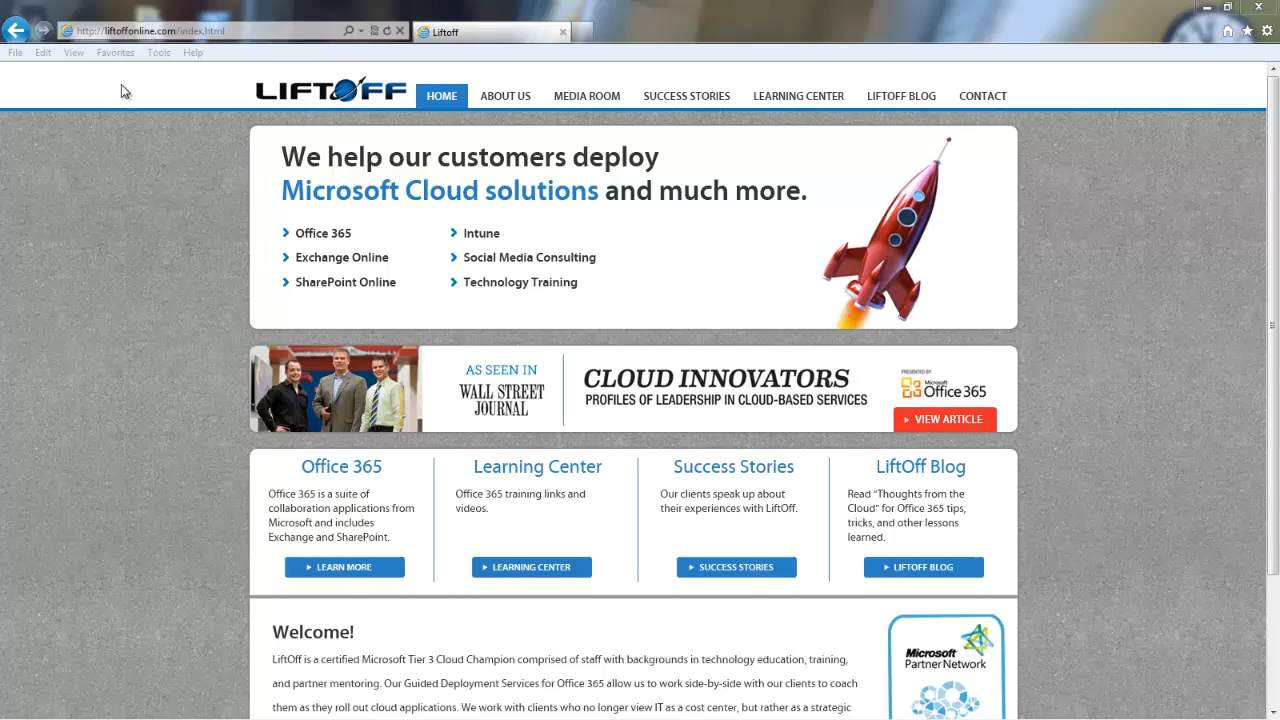 http://liftoffonline.com/index.html
Liftoff
File Edit View Favorites Tools Help
LIFTOFF HOME ABOUT US MEDIA ROOM SUCCESS STORIES LEARNING CENTER LIFTOFF BLOG CONTACT
We help our customers deploy
Microsoft Cloud solutions and much more.
Office 365
Exchange Online
SharePoint Online
Intune
Social Media Consulting
Technology Training
AS SEEN IN
WALL STREET
JOURNAL
CLOUD INNOVATORS
PROFILES OF LEADERSHIP IN CLOUD-BASED SERVICES
PRESENTED BY:
Microsoft
Office 365
VIEW ARTICLE
Office 365
Office 365 is a suite of
collaboration applications from
Microsoft and includes
Exchange and SharePoint.
LEARN MORE
Learning Center
Office 365 training links and
videos.
LEARNING CENTER
Success Stories
Our clients speak up about
their experiences with LiftOff.
SUCCESS STORIES
LiftOff Blog
Read "Thoughts from the
Cloud" for Office 365 tips,
tricks, and other lessons
learned.
LIFTOFF BLOG
Welcome!
LiftOff is a certified Microsoft Tier 3 Cloud Champion comprised of staff with backgrounds in technology education, training,
and partner mentoring. Our Guided Deployment Services for Office 365 allow us to work side-by-side with our clients to coach
them as they roll out cloud applications. We work with clients who no longer view IT as a cost center, but rather as a strategic
Microsoft
Partner Network